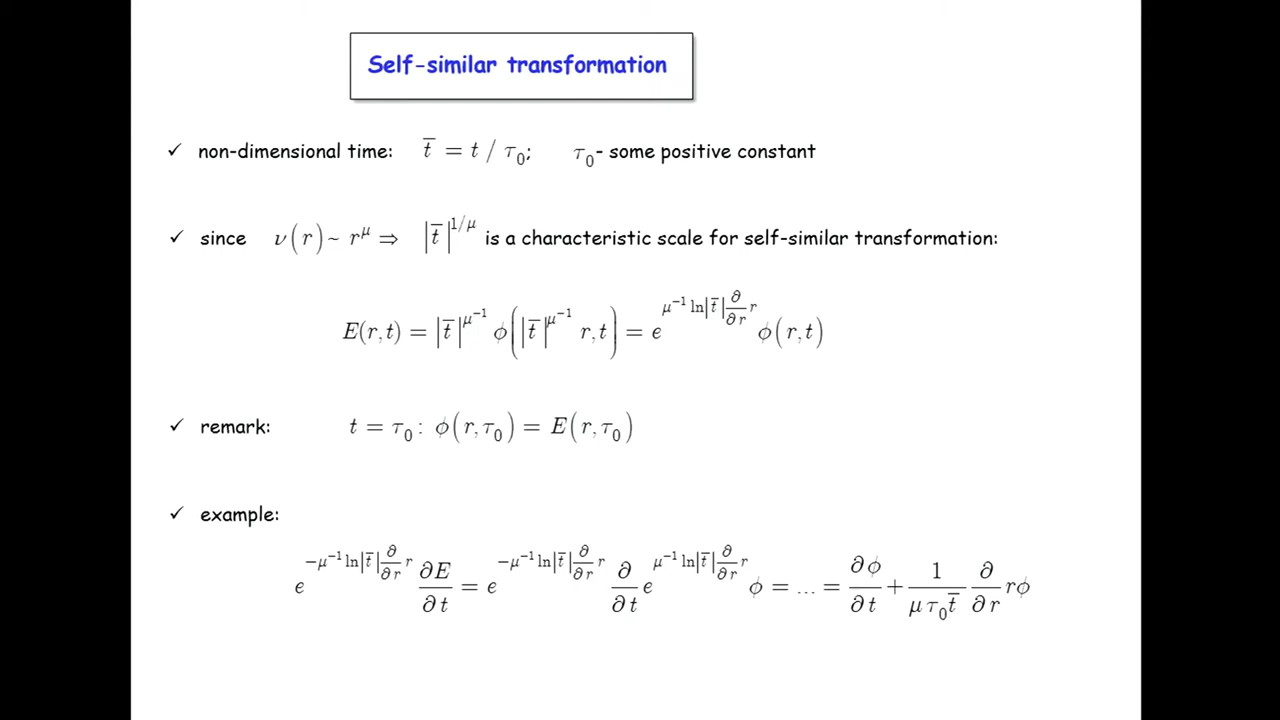 Self-similar transformation
✓ non-dimensional time: t̅ = t / τ₀; τ₀- some positive constant
✓ since ν(r) ~ r^μ ⇒ |t̅|^{1/μ} is a characteristic scale for self-similar transformation:
E(r,t) = |t̅|^{μ⁻¹} ϕ(|t̅|^{μ⁻¹} r, t) = e^{μ⁻¹ ln|t̅| ∂/∂r r} ϕ(r,t)
✓ remark: t = τ₀ : ϕ(r,τ₀) = E(r,τ₀)
✓ example:
e^{-μ⁻¹ ln|t̅| ∂/∂r r} ∂E/∂t = e^{-μ⁻¹ ln|t̅| ∂/∂r r} ∂/∂t e^{μ⁻¹ ln|t̅| ∂/∂r r} ϕ = ... = ∂ϕ/∂t + 1/(μτ₀t̅) ∂/∂r rϕ